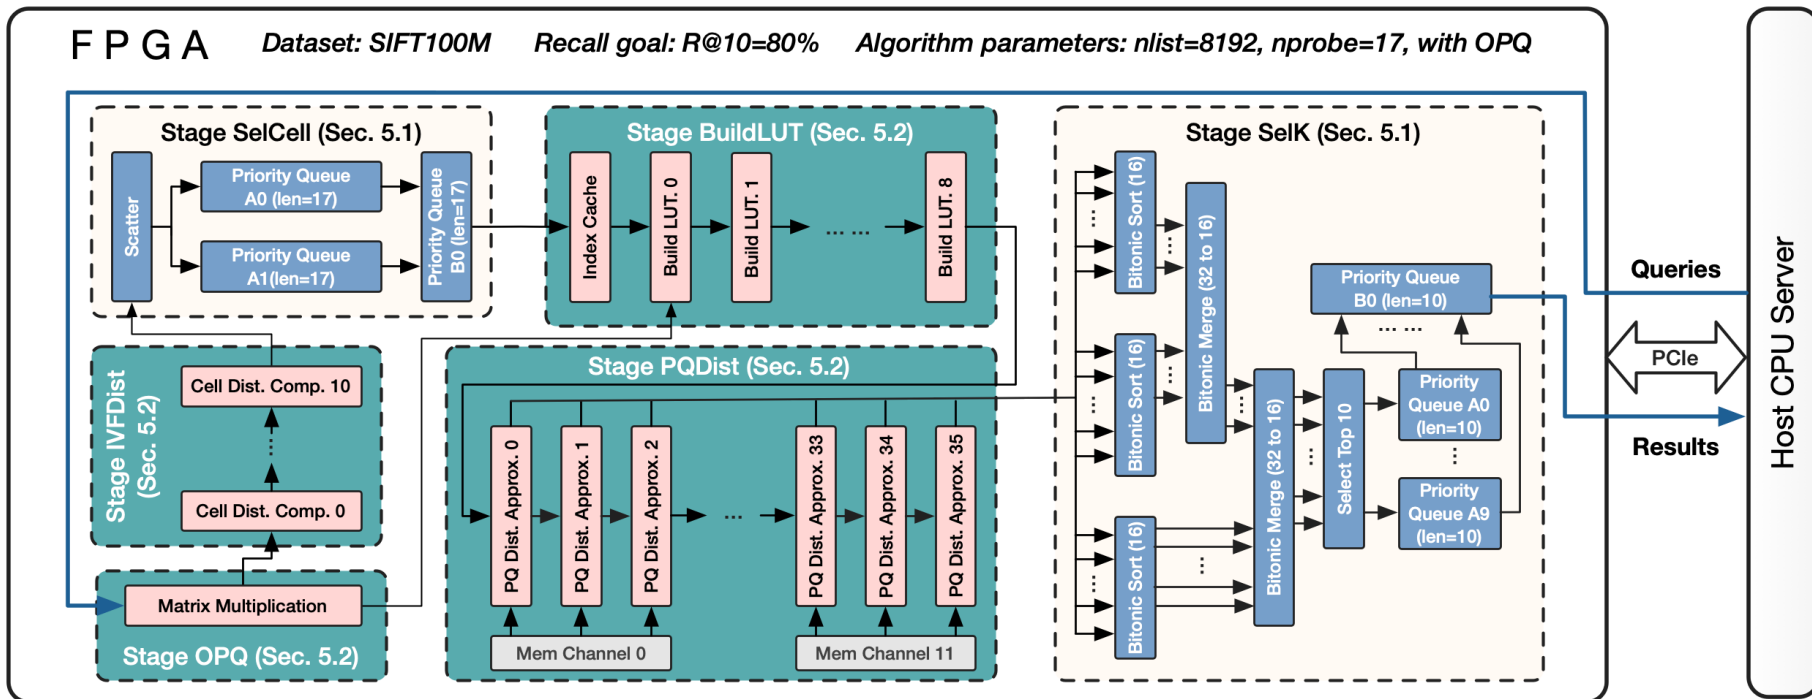 FPGA
Dataset: SIFT100M
Recall goal: R@10=80%
Algorithm parameters: nlist=8192, nprobe=17, with OPQ
Stage SelCell (Sec. 5.1)
Scatter
Priority Queue
A0 (len=17)
Priority Queue
A1(len=17)
Priority Queue
B0 (len=17)
Stage BuildLUT (Sec. 5.2)
Index Cache
Build LUT. 0
Build LUT. 1
... ...
Build LUT. 8
Stage IVFDist
(Sec. 5.2)
Cell Dist. Comp. 10
...
Cell Dist. Comp. 0
Matrix Multiplication
Stage OPQ (Sec. 5.2)
Stage PQDist (Sec. 5.2)
PQ Dist. Approx. 0
PQ Dist. Approx. 1
PQ Dist. Approx. 2
...
PQ Dist. Approx. 33
PQ Dist. Approx. 34
PQ Dist. Approx. 35
Mem Channel 0
Mem Channel 11
Stage SelK (Sec. 5.1)
Bitonic Sort (16)
Bitonic Sort (16)
Bitonic Sort (16)
Bitonic Merge (32 to 16)
Bitonic Merge (32 to 16)
Select Top 10
Priority Queue
B0 (len=10)
... ...
Priority
Queue A0
(len=10)
...
Priority
Queue A9
(len=10)
Queries
PCIe
Results
Host CPU Server